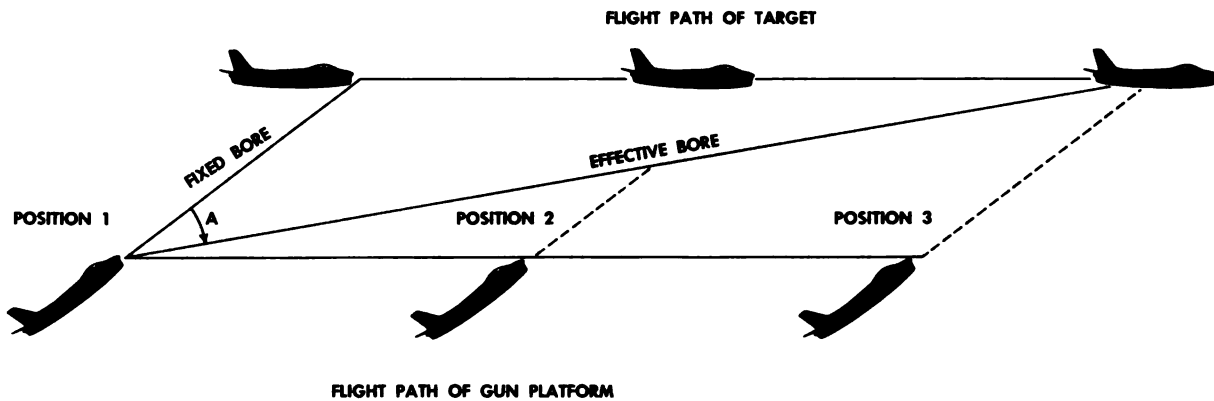 FLIGHT PATH OF TARGET
FIXED BORE
EFFECTIVE BORE
POSITION 1
A
POSITION 2
POSITION 3
FLIGHT PATH OF GUN PLATFORM